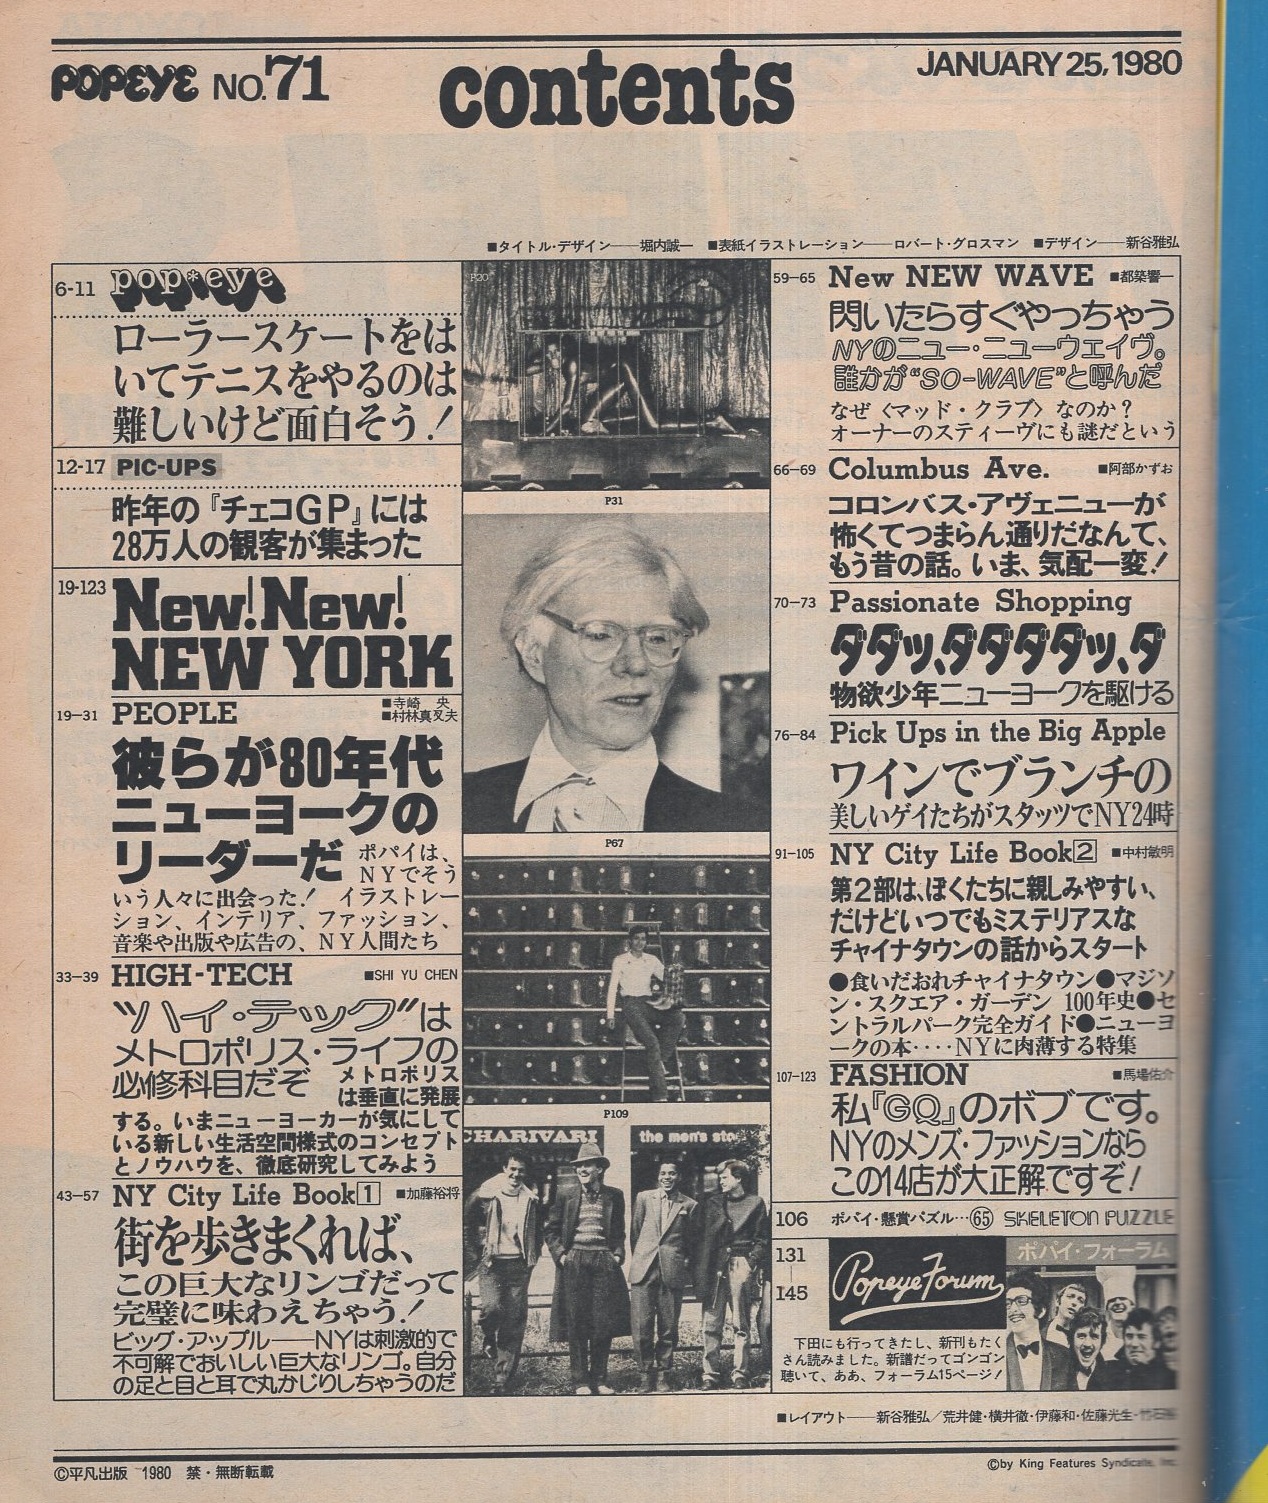 POPEYE NO.71
contents
JANUARY 25, 1980
■タイトル・デザイン——堀内誠一 ■表紙イラストレーション——ロバート・グロスマン ■デザイン——新谷雅弘
6-11 pop*eye
ローラースケートをは
いてテニスをやるのは
難しいけど面白そう!
12-17 PIC-UPS
昨年の『チェコGP』には
28万人の観客が集まった
19-123 New! New!
NEW YORK
19-31 PEOPLE ■寺崎 央
■村林真叉夫
彼らが80年代
ニューヨークの
リーダーだ
ポパイは、
NYでそう
いう人々に出会った! イラストレー
ション、インテリア、ファッション、
音楽や出版や広告の、NY人間たち
33-39 HIGH-TECH ■SHI YU CHEN
"ハイ・テック"は
メトロポリス・ライフの
必修科目だぞ
メトロポリス
は垂直に発展
する。いまニューヨーカーが気にして
いる新しい生活空間様式のコンセプト
とノウハウを、徹底研究してみよう
43-57 NY City Life Book1 ■加藤裕将
街を歩きまくれば、
この巨大なリンゴだって
完璧に味わえちゃう!
ビッグ・アップル——NYは刺激的で
不可解でおいしい巨大なリンゴ。自分
の足と目と耳で丸かじりしちゃうのだ
P20
P31
P67
P109
CHARIVARI the men's sto
59-65 New NEW WAVE ■都築響一
閃いたらすぐやっちゃう
NYのニュー・ニューウエイヴ。
誰かが"SO-WAVE"と呼んだ
なぜ〈マッド・クラブ〉なのか?
オーナーのスティーヴにも謎だという
66-69 Columbus Ave. ■阿部かずお
コロンバス・アヴェニューが
怖くてつまらん通りだなんて、
もう昔の話。いま、気配一変!
70-73 Passionate Shopping
ダダッ、ダダダダッ、ダ
物欲少年ニューヨークを駆ける
76-84 Pick Ups in the Big Apple
ワインでブランチの
美しいゲイたちがスタッツでNY24時
91-105 NY City Life Book2 ■中村敏明
第2部は、ぼくたちに親しみやすい、
だけどいつでもミステリアスな
チャイナタウンの話からスタート
●食いだおれチャイナタウン●マジソ
ン・スクエア・ガーデン 100年史●セ
ントラルパーク完全ガイド●ニューヨ
ークの本‥‥NYに肉薄する特集
107-123 FASHION ■馬場佑介
私『GQ』のボブです。
NYのメンズ・ファッションなら
この14店が大正解ですぞ!
106 ポパイ・懸賞パズル…65 SKELETON PUZZLE
131
|
145
Popeye Forum
ポパイ・フォーラム
下田にも行ってきたし、新刊もたく
さん読みました。新譜だってゴンゴン
聴いて、ああ、フォーラム15ページ!
■レイアウト——新谷雅弘/荒井健・横井徹・伊藤和・佐藤光生・竹石
©平凡出版 1980 禁・無断転載
©by King Features Syndicate, Inc.